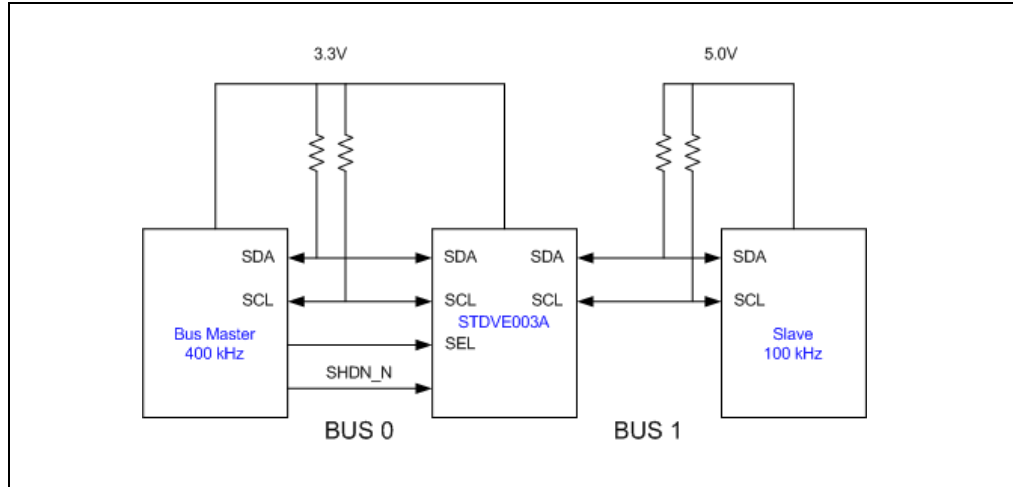 3.3V 5.0V
SDA SDA SDA SDA
SCL SCL SCL SCL
STDVE003A
Bus Master Slave
400 kHz SEL 100 kHz
SHDN_N
BUS 0 BUS 1